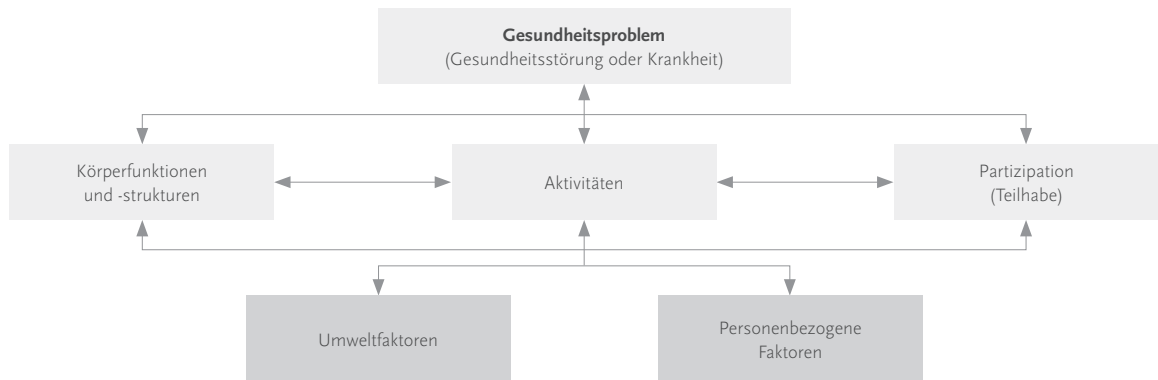 Gesundheitsproblem
(Gesundheitsstörung oder Krankheit)
Körperfunktionen
und -strukturen
Aktivitäten
Partizipation
(Teilhabe)
Umweltfaktoren
Personenbezogene
Faktoren